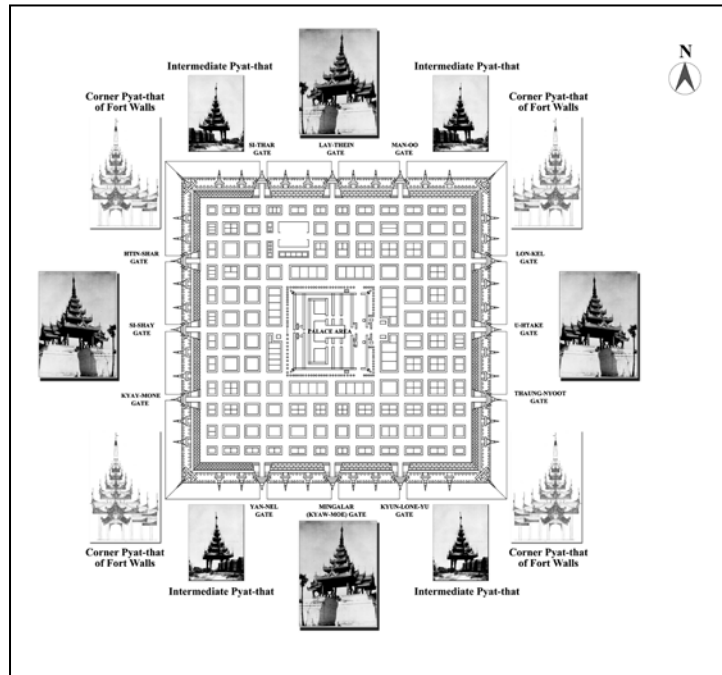 N
Intermediate Pyat-that
Intermediate Pyat-that
Corner Pyat-that
of Fort Walls
Corner Pyat-that
of Fort Walls
SI-THAR
GATE
LAY-THEIN
GATE
MAN-OO
GATE
HTIN-SHAR
GATE
LON-KEL
GATE
SI-SHAY
GATE
PALACE AREA
U-HTAKE
GATE
KYAY-MONE
GATE
THAUNG-NYOOT
GATE
YAN-NEL
GATE
MINGALAR
(KYAW-MOE) GATE
KYUN-LONE-YU
GATE
Corner Pyat-that
of Fort Walls
Corner Pyat-that
of Fort Walls
Intermediate Pyat-that
Intermediate Pyat-that